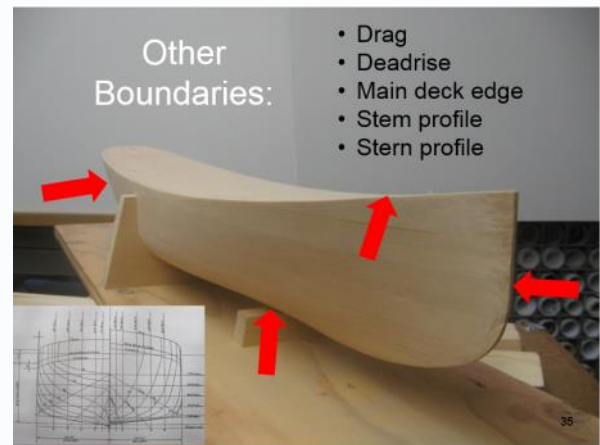 Other
Boundaries:
• Drag
• Deadrise
• Main deck edge
• Stem profile
• Stern profile
35